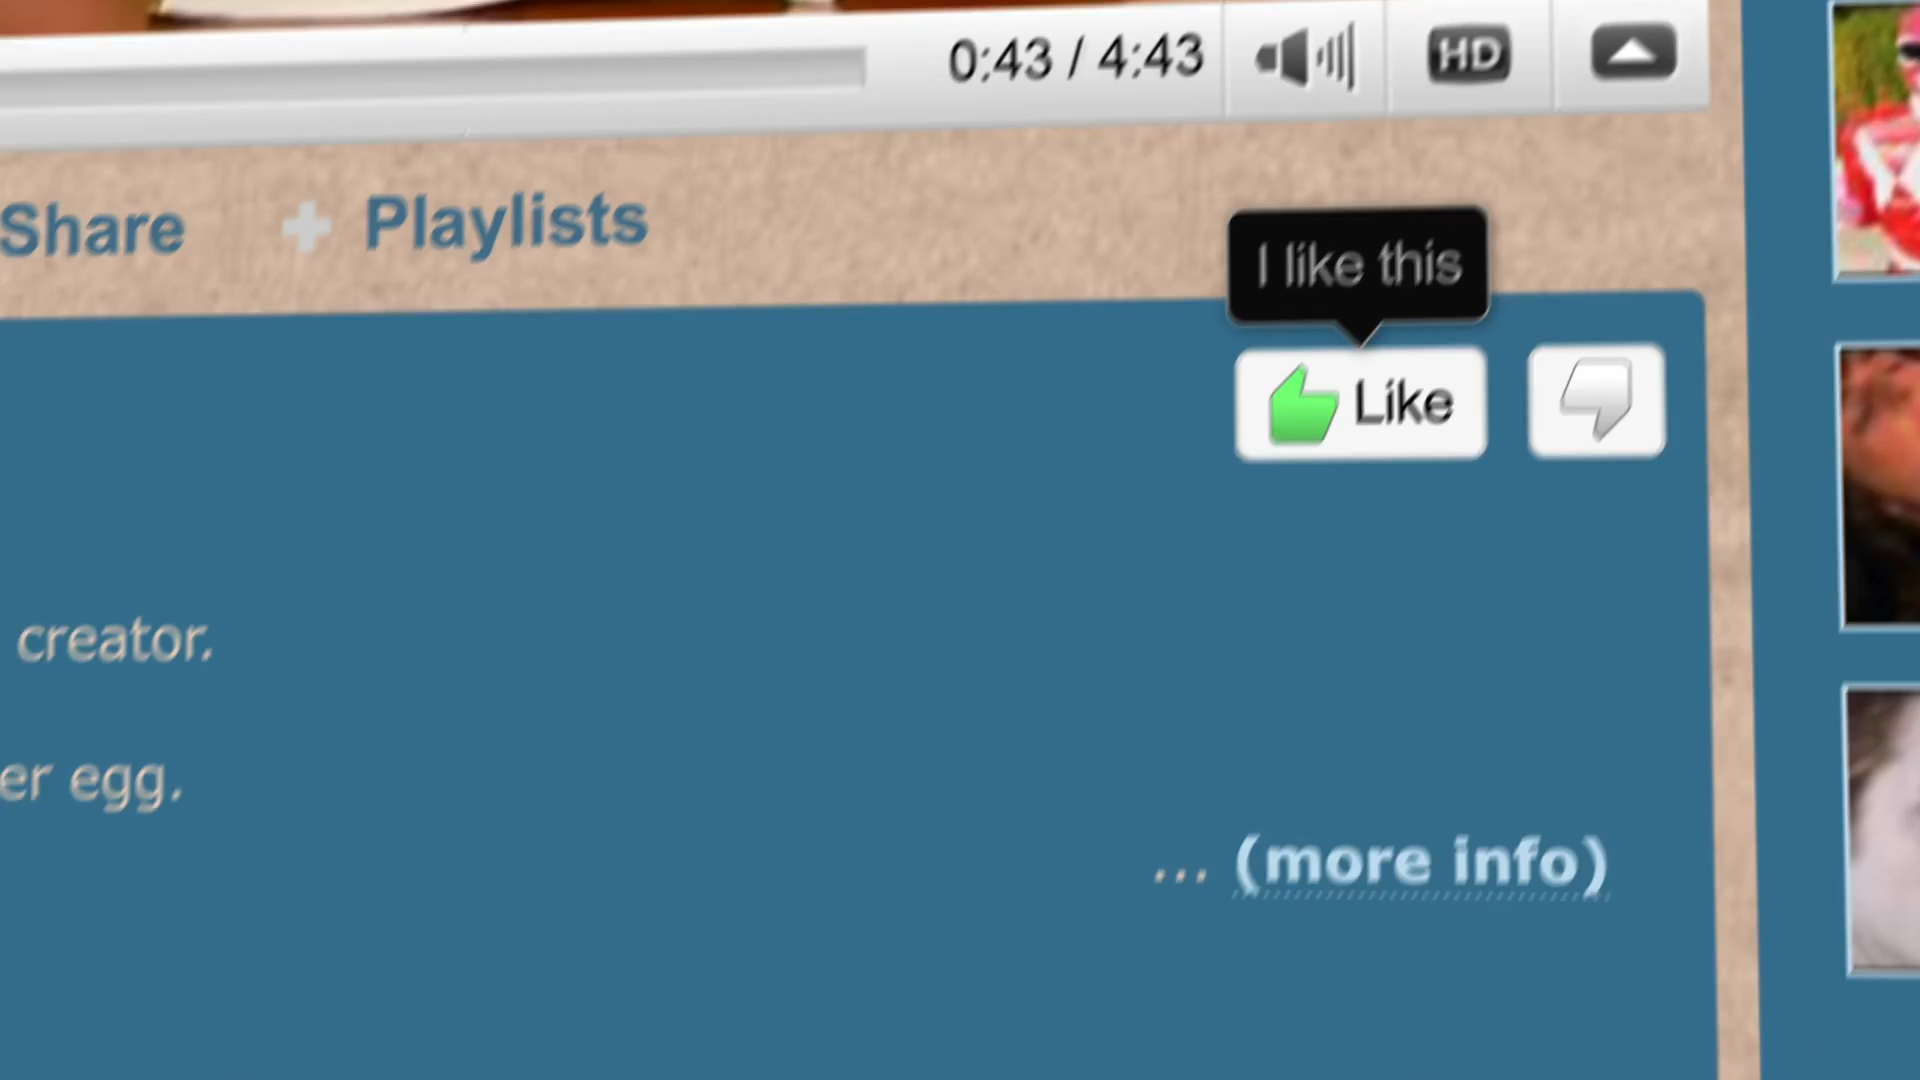 0:43 / 4:43
HD
Share
Playlists
I like this
Like
creator.
er egg.
... (more info)